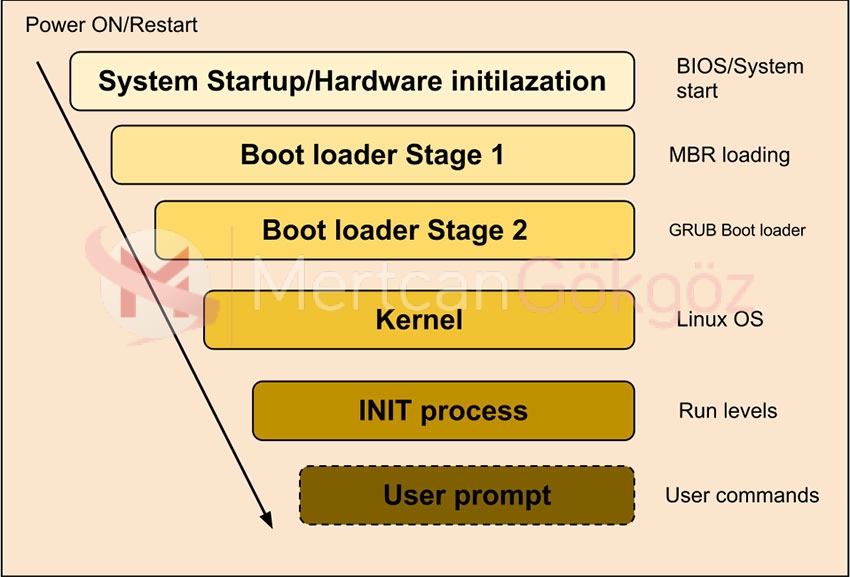 Power ON/Restart
System Startup/Hardware initilazation
BIOS/System
start
Boot loader Stage 1
MBR loading
Boot loader Stage 2
GRUB Boot loader
M
MertcanGökgöz
Kernel
Linux OS
INIT process
Run levels
User prompt
User commands